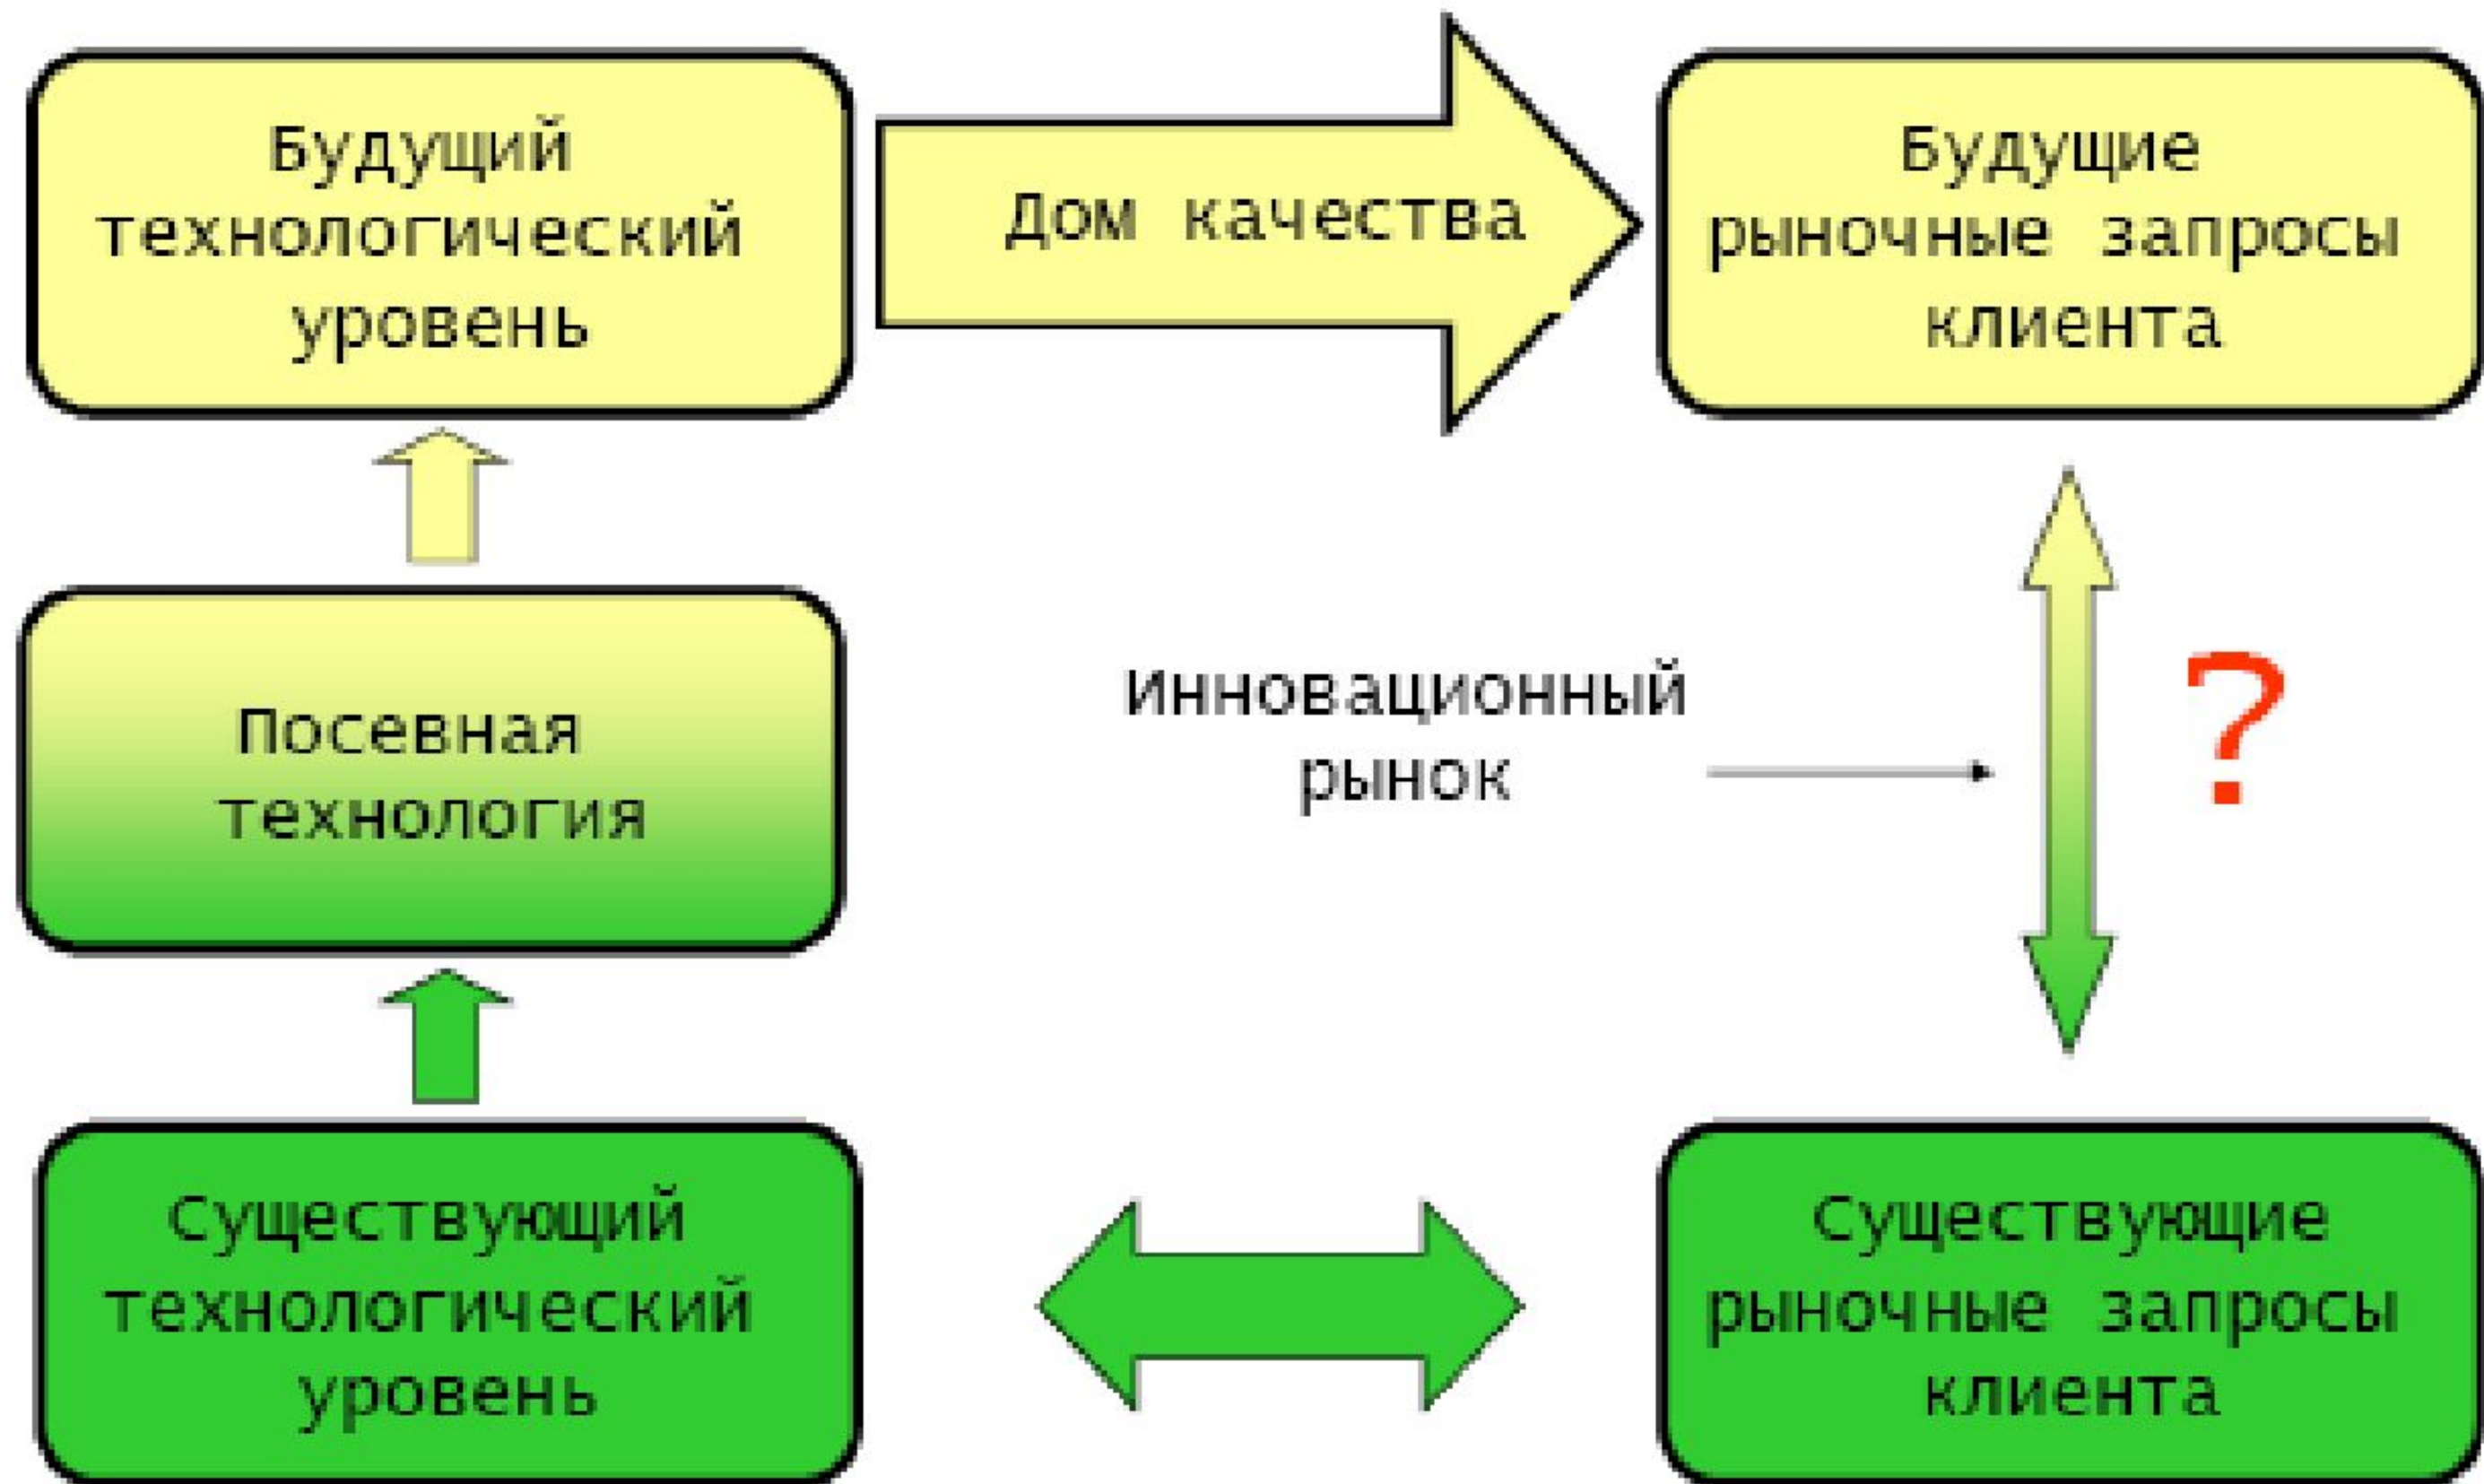 Будущий
технологический
уровень
Дом качества
Будущие
рыночные запросы
клиента
Посевная
технология
Инновационный
рынок
?
Существующий
технологический
уровень
Существующие
рыночные запросы
клиента